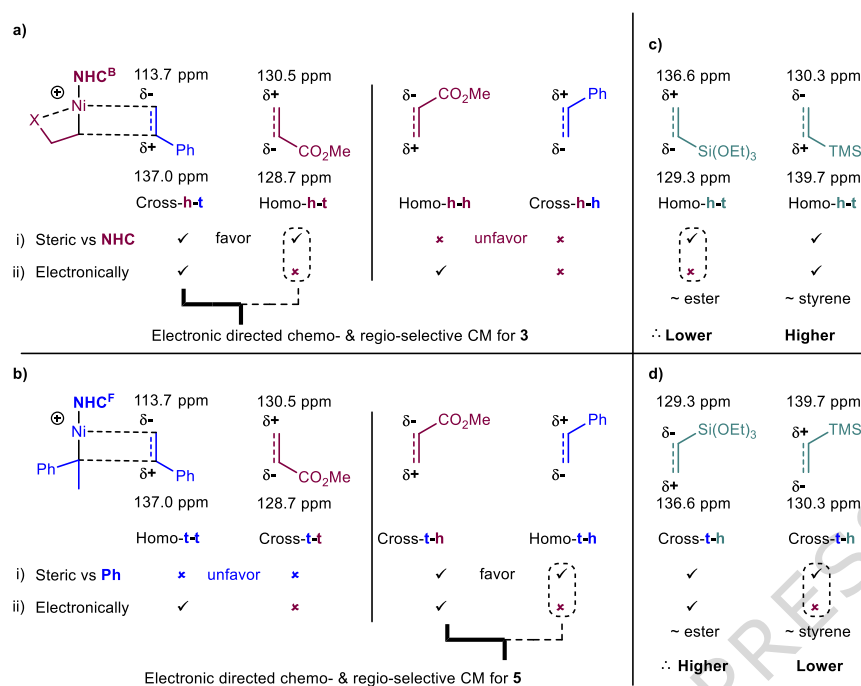 a)
NHCB
⊕
Ni
X
113.7 ppm
δ-
δ+
Ph
137.0 ppm
Cross-h-t
130.5 ppm
δ+
δ-
CO2Me
128.7 ppm
Homo-h-t
δ-
CO2Me
δ+
Homo-h-h
δ+
Ph
δ-
Cross-h-h
i) Steric vs NHC ✓ favor ✓ ✗ unfavor ✗
ii) Electronically ✓ ✗ ✓ ✗
Electronic directed chemo- & regio-selective CM for 3
c)
136.6 ppm
δ+
δ-
Si(OEt)3
129.3 ppm
Homo-h-t
130.3 ppm
δ-
δ+
TMS
139.7 ppm
Homo-h-t
✓ ✓
✗ ✓
~ ester ~ styrene
∴ Lower Higher
b)
NHCF
⊕
Ni
Ph
113.7 ppm
δ-
δ+
Ph
137.0 ppm
Homo-t-t
130.5 ppm
δ+
δ-
CO2Me
128.7 ppm
Cross-t-t
δ-
CO2Me
δ+
Cross-t-h
δ+
Ph
δ-
Homo-t-h
i) Steric vs Ph ✗ unfavor ✗ ✓ favor ✓
ii) Electronically ✓ ✗ ✓ ✗
Electronic directed chemo- & regio-selective CM for 5
d)
129.3 ppm
δ-
Si(OEt)3
δ+
136.6 ppm
Cross-t-h
139.7 ppm
δ+
TMS
δ-
130.3 ppm
Cross-t-h
✓ ✓
✓ ✗
~ ester ~ styrene
∴ Higher Lower
PRESS